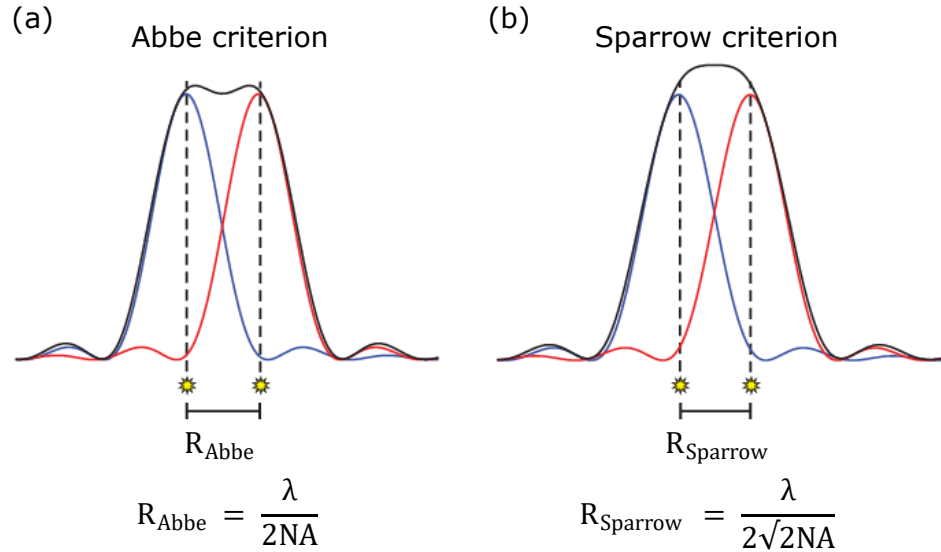 (a)
Abbe criterion
R_Abbe
R_Abbe = λ / 2NA
(b)
Sparrow criterion
R_Sparrow
R_Sparrow = λ / 2√2NA